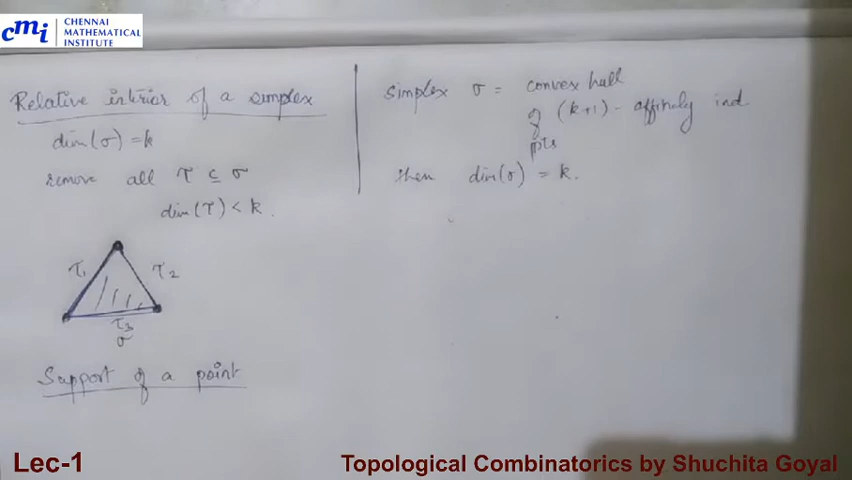 cmi
CHENNAI
MATHEMATICAL
INSTITUTE
Relative interior of a simplex
dim(σ) = k
remove all τ ⊆ σ
dim(τ) < k.
τ₁
τ₂
τ₃
σ
Support of a point
simplex σ = convex hull
of (k+1) - affinely ind.
pts
then dim(σ) = k.
Lec-1
Topological Combinatorics by Shuchita Goyal